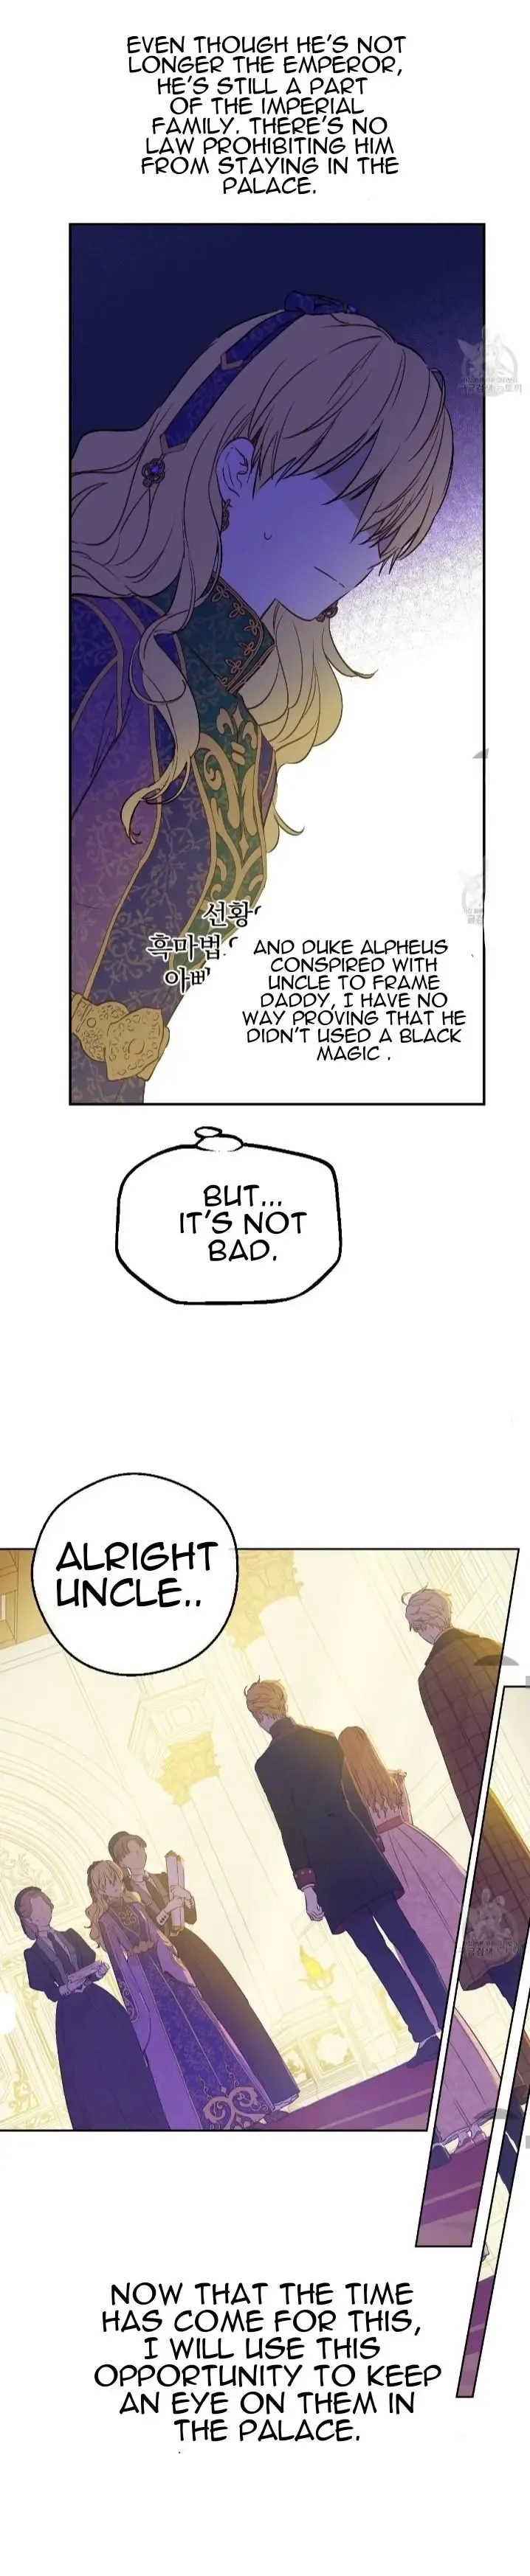 EVEN THOUGH HE'S NOT
LONGER THE EMPEROR,
HE'S STILL A PART
OF THE IMPERIAL
FAMILY. THERE'S NO
LAW PROHIBITING HIM
FROM STAYING IN THE
PALACE.
선황
흑마법
아빠
AND DUKE ALPHEUS
CONSPIRED WITH
UNCLE TO FRAME
DADDY, I HAVE NO
WAY PROVING THAT HE
DIDN'T USED A BLACK
MAGIC .
BUT...
IT'S NOT
BAD.
ALRIGHT
UNCLE..
NOW THAT THE TIME
HAS COME FOR THIS,
I WILL USE THIS
OPPORTUNITY TO KEEP
AN EYE ON THEM IN
THE PALACE.